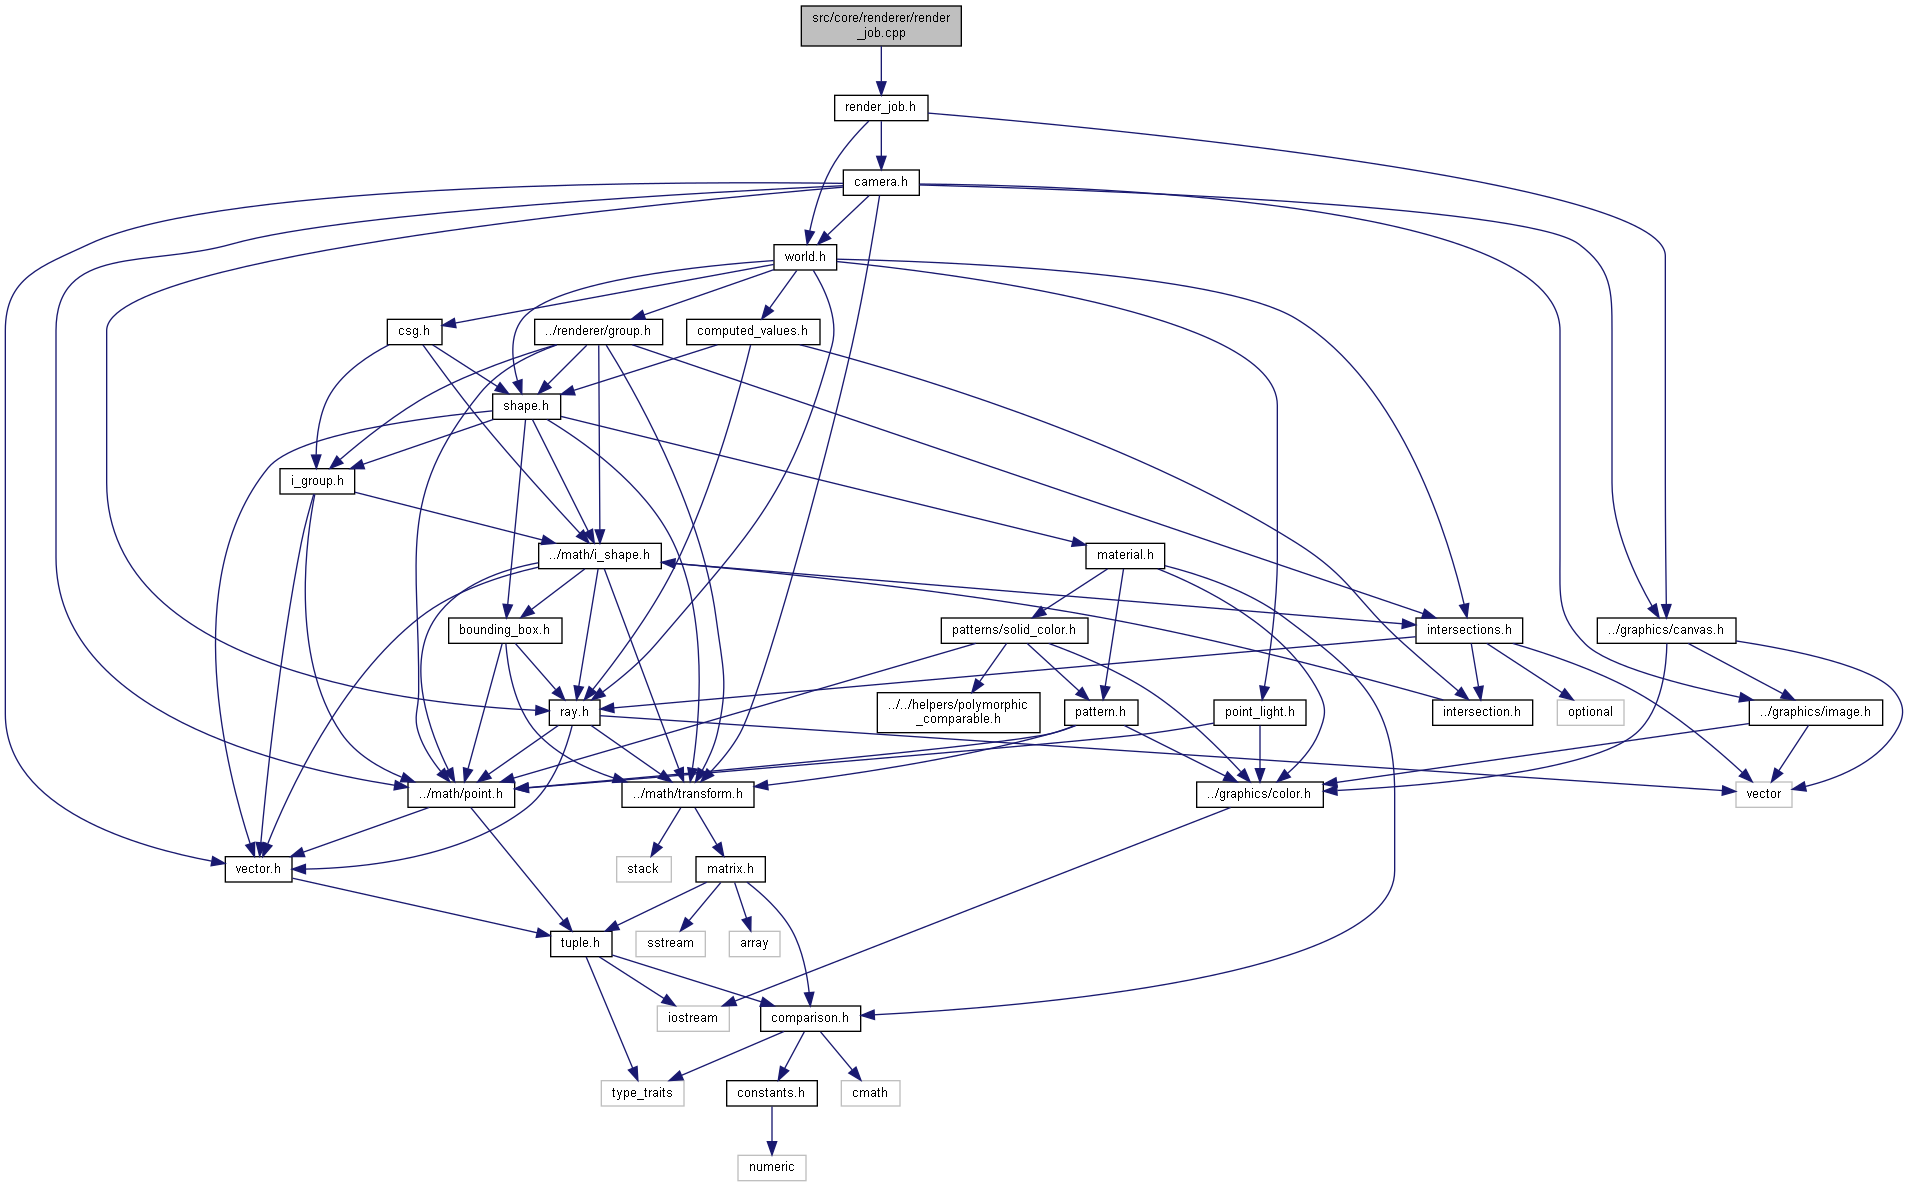 src/core/renderer/render
_job.cpp
render_job.h
camera.h
world.h
csg.h
../renderer/group.h
computed_values.h
shape.h
i_group.h
../math/i_shape.h
material.h
bounding_box.h
patterns/solid_color.h
intersections.h
../graphics/canvas.h
ray.h
../../helpers/polymorphic
_comparable.h
pattern.h
point_light.h
intersection.h
optional
../graphics/image.h
../math/point.h
../math/transform.h
../graphics/color.h
vector
vector.h
stack
matrix.h
tuple.h
sstream
array
iostream
comparison.h
type_traits
constants.h
cmath
numeric